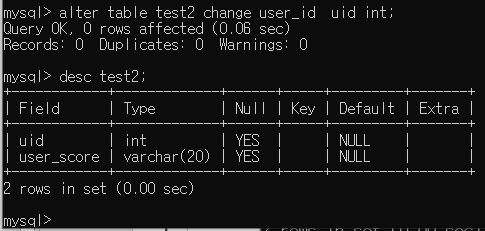 mysql> alter table test2 change user_id  uid int;
Query OK, 0 rows affected (0.06 sec)
Records: 0  Duplicates: 0  Warnings: 0

mysql> desc test2;
+------------+-------------+------+-----+---------+-------+
| Field      | Type        | Null | Key | Default | Extra |
+------------+-------------+------+-----+---------+-------+
| uid        | int         | YES  |     | NULL    |       |
| user_score | varchar(20) | YES  |     | NULL    |       |
+------------+-------------+------+-----+---------+-------+
2 rows in set (0.00 sec)

mysql>